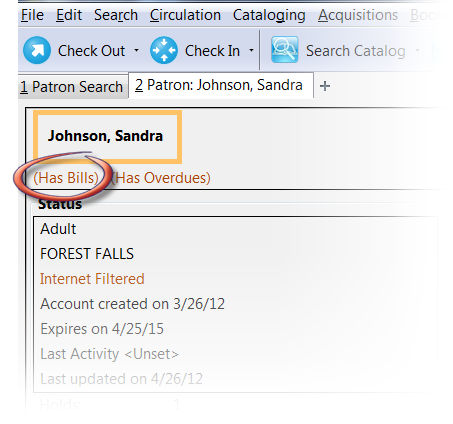 File Edit Search Circulation Cataloging Acquisitions Boo
Check Out Check In Search Catalog
1 Patron Search 2 Patron: Johnson, Sandra +
Johnson, Sandra
(Has Bills) (Has Overdues)
Status
Adult
FOREST FALLS
Internet Filtered
Account created on 3/26/12
Expires on 4/25/15
Last Activity <Unset>
Last updated on 4/26/12
Holds: 1